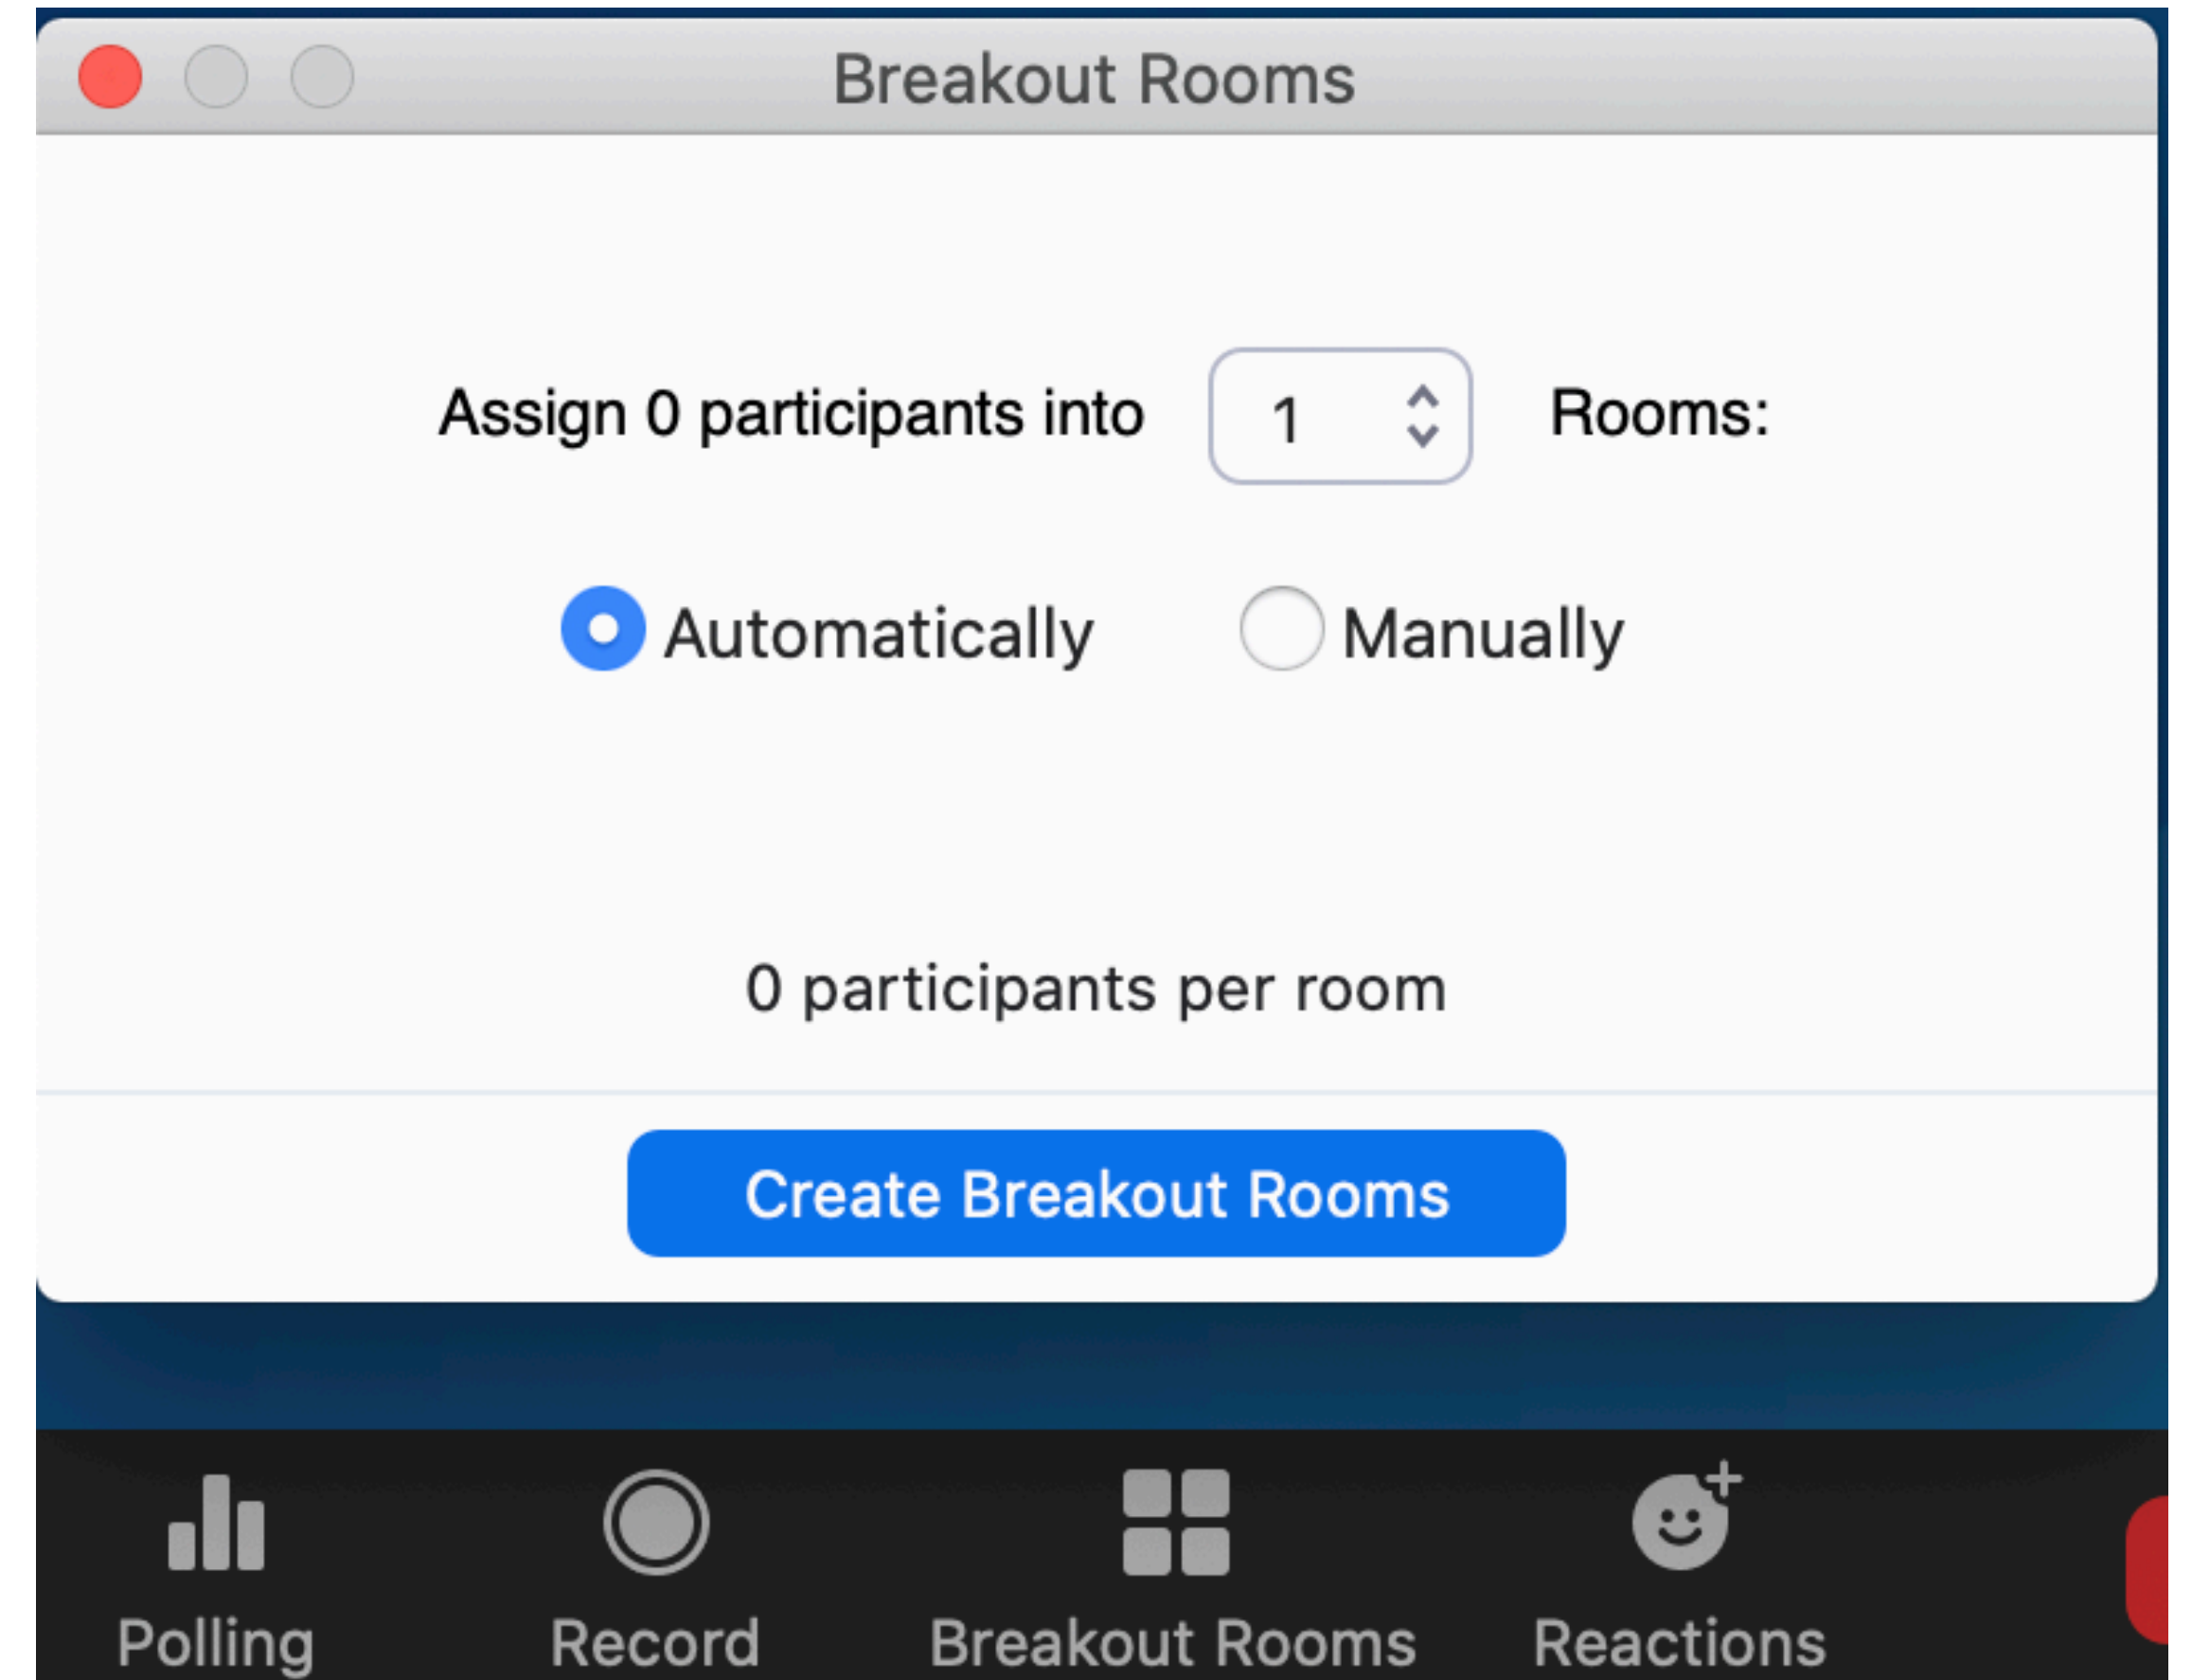 Breakout Rooms
Assign 0 participants into 1 Rooms:
Automatically Manually
0 participants per room
Create Breakout Rooms
Polling Record Breakout Rooms Reactions